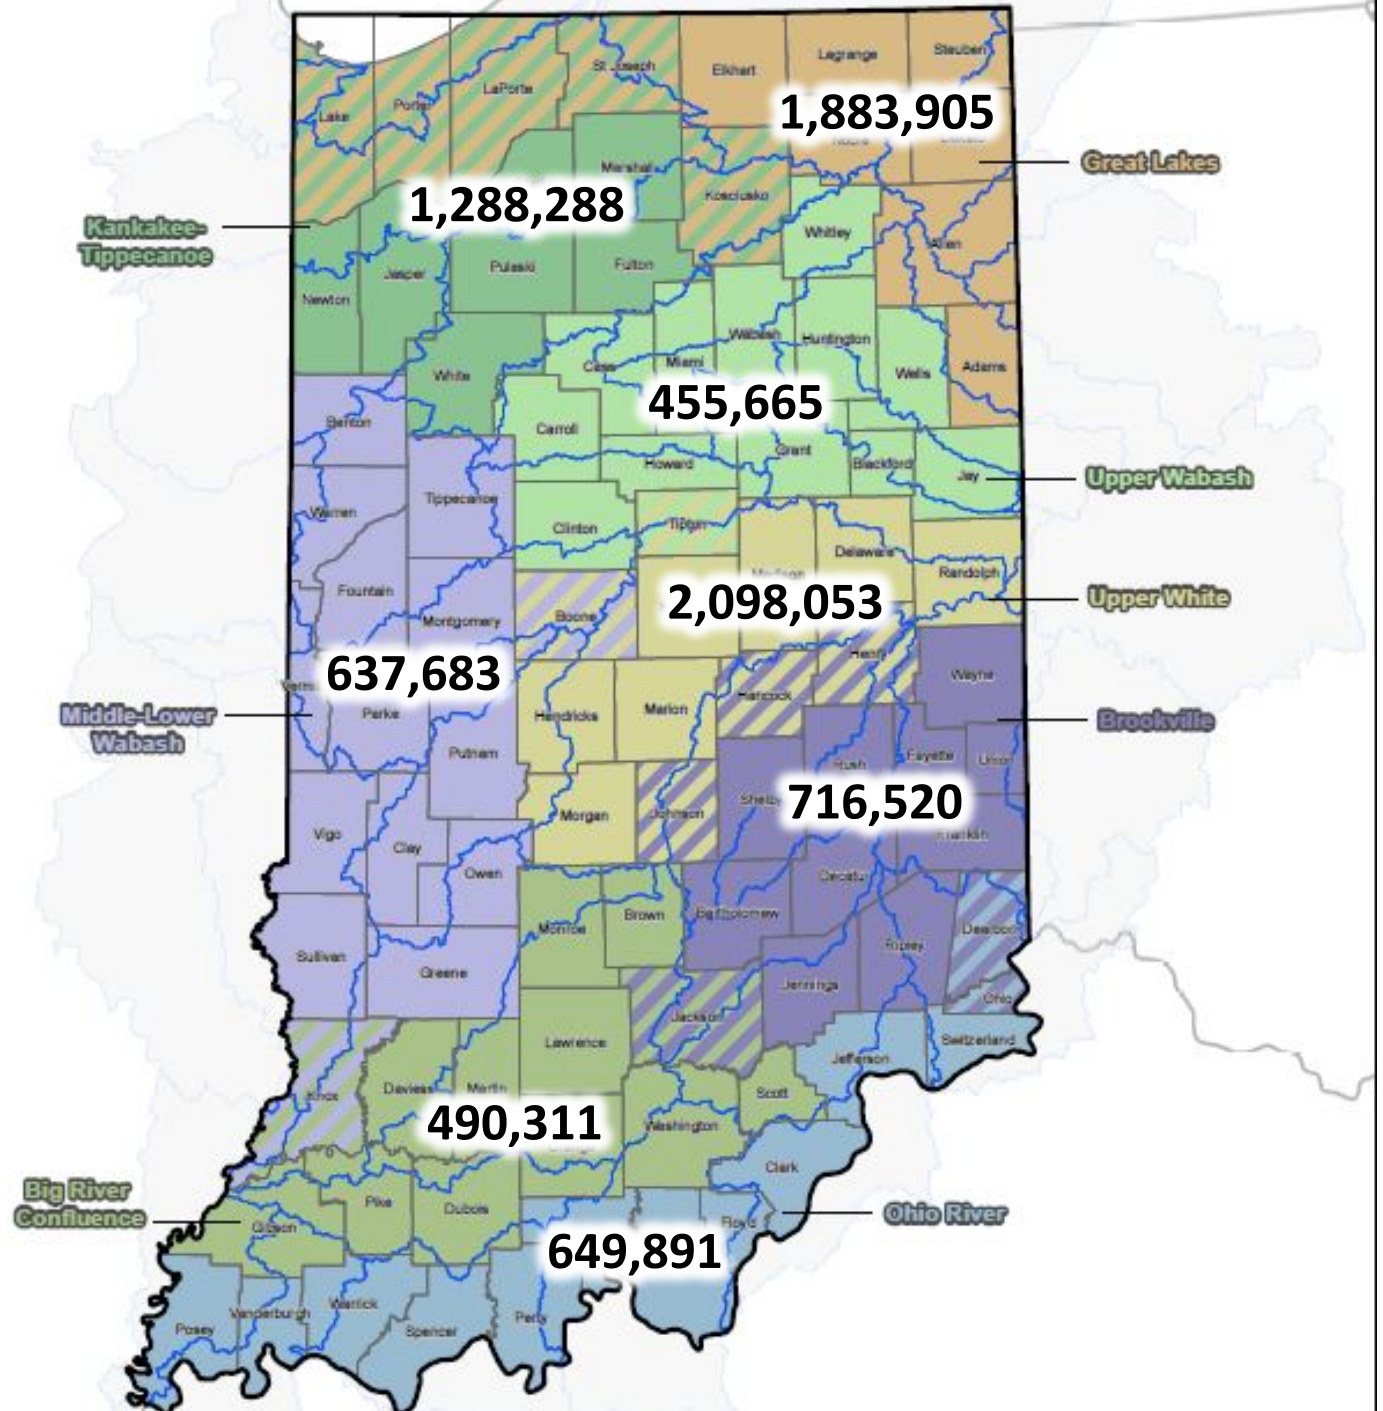 Steuben
Lagrange
Elkhart
St Joseph
LaPorte
Porter
Lake
1,883,905
Great Lakes
Marshall
Kosciusko
1,288,288
Kankakee-
Tippecanoe
Whitley
Allen
Jasper
Pulaski
Fulton
Newton
Wabash
Huntington
Miami
Cass
Wells
Adams
White
455,665
Benton
Carroll
Grant
Howard
Blackford
Jay
Upper Wabash
Tippecanoe
Warren
Clinton
Tipton
Delaware
Randolph
Fountain
Boone
2,098,053
Upper White
Montgomery
Henry
637,683
Wayne
Hancock
Parke
Hendricks
Marion
Middle-Lower
Wabash
Brookville
Putnam
Rush
Fayette
Union
Shelby
716,520
Morgan
Johnson
Franklin
Vigo
Clay
Owen
Decatur
Monroe
Brown
Bartholomew
Dearborn
Ripley
Sullivan
Greene
Jennings
Ohio
Jackson
Lawrence
Jefferson
Switzerland
Knox
Daviess
Martin
Scott
490,311
Washington
Clark
Big River
Confluence
Gibson
Pike
Dubois
Floyd
Ohio River
649,891
Posey
Vanderburgh
Warrick
Spencer
Perry